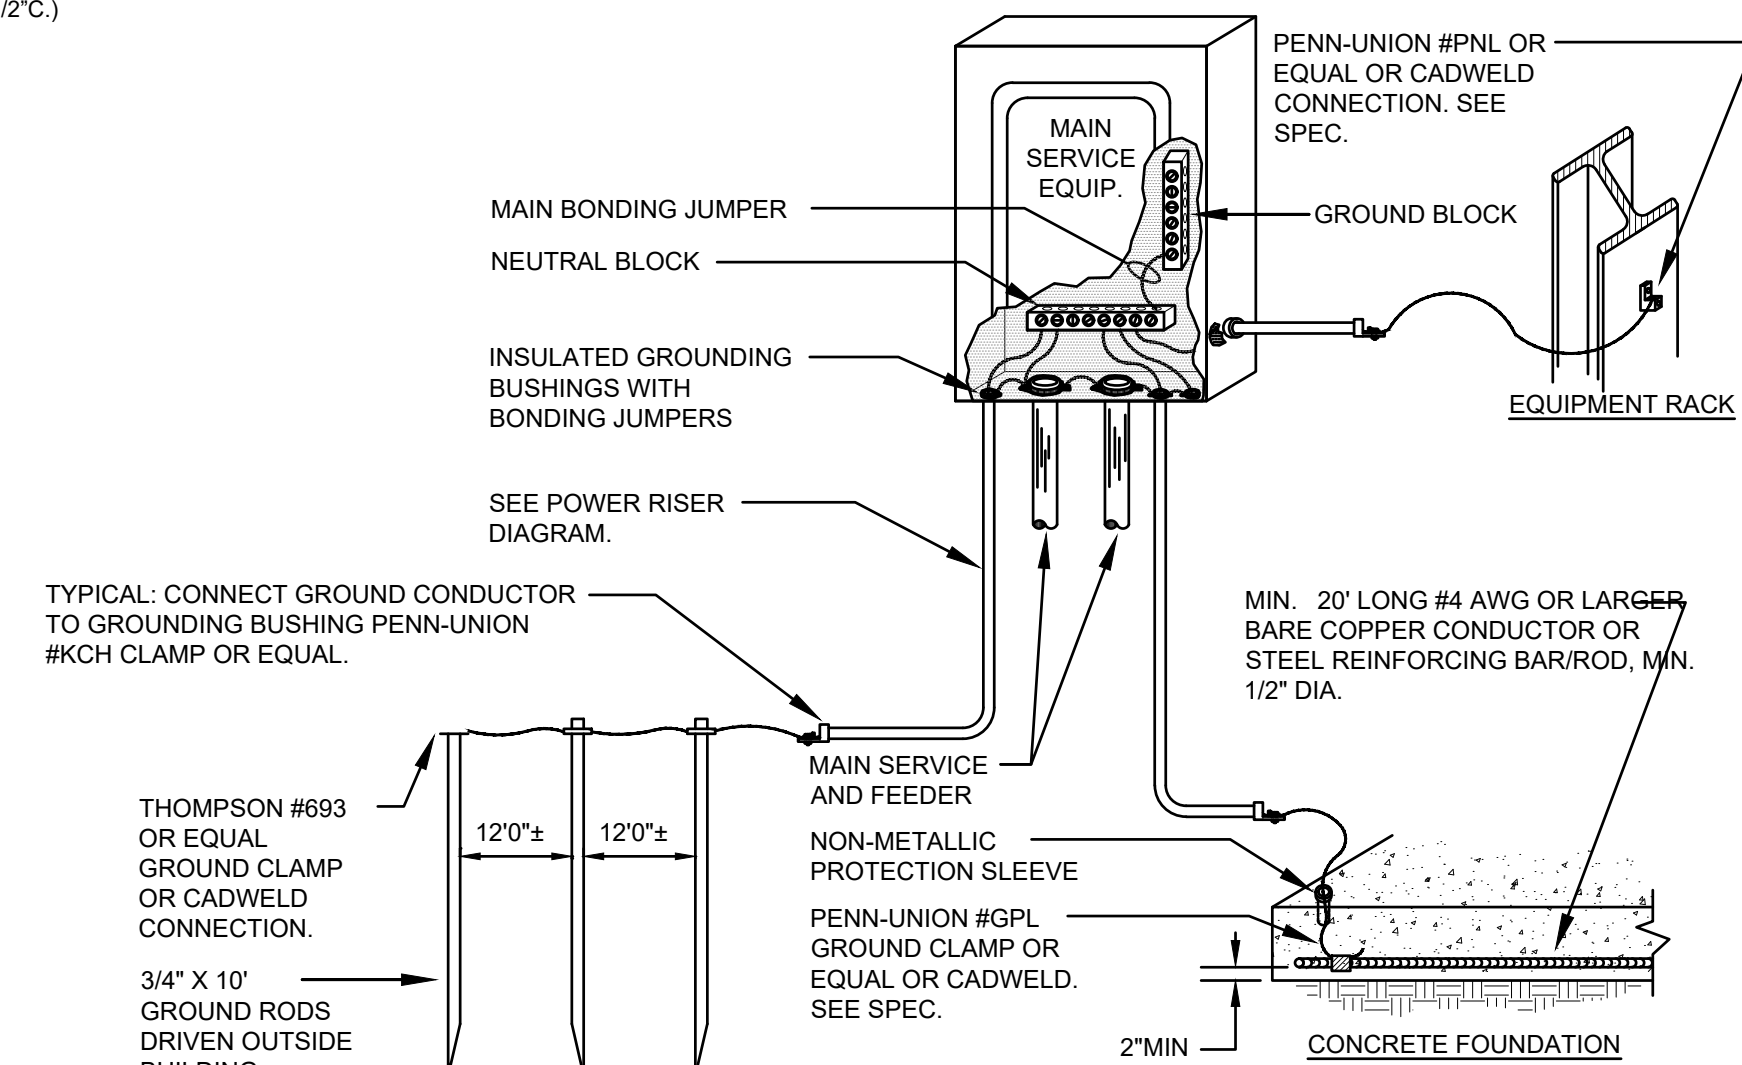 /2"C.)
PENN-UNION #PNL OR
EQUAL OR CADWELD
CONNECTION. SEE
SPEC.
MAIN
SERVICE
EQUIP.
MAIN BONDING JUMPER
GROUND BLOCK
NEUTRAL BLOCK
INSULATED GROUNDING
BUSHINGS WITH
BONDING JUMPERS
EQUIPMENT RACK
SEE POWER RISER
DIAGRAM.
TYPICAL: CONNECT GROUND CONDUCTOR
TO GROUNDING BUSHING PENN-UNION
#KCH CLAMP OR EQUAL.
MIN. 20' LONG #4 AWG OR LARGER
BARE COPPER CONDUCTOR OR
STEEL REINFORCING BAR/ROD, MIN.
1/2" DIA.
MAIN SERVICE
AND FEEDER
THOMPSON #693
OR EQUAL
GROUND CLAMP
OR CADWELD
CONNECTION.
12'0"±
12'0"±
NON-METALLIC
PROTECTION SLEEVE
PENN-UNION #GPL
GROUND CLAMP OR
EQUAL OR CADWELD.
SEE SPEC.
3/4" X 10'
GROUND RODS
DRIVEN OUTSIDE
BUILDING
2"MIN
CONCRETE FOUNDATION